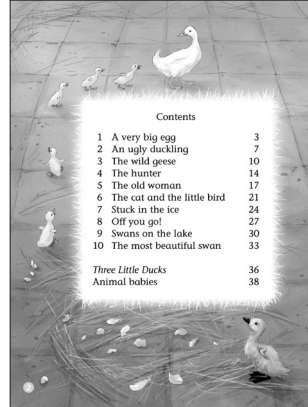 Contents
1 A very big egg 3
2 An ugly duckling 7
3 The wild geese 10
4 The hunter 14
5 The old woman 17
6 The cat and the little bird 21
7 Stuck in the ice 24
8 Off you go! 27
9 Swans on the lake 30
10 The most beautiful swan 33
Three Little Ducks 36
Animal babies 38